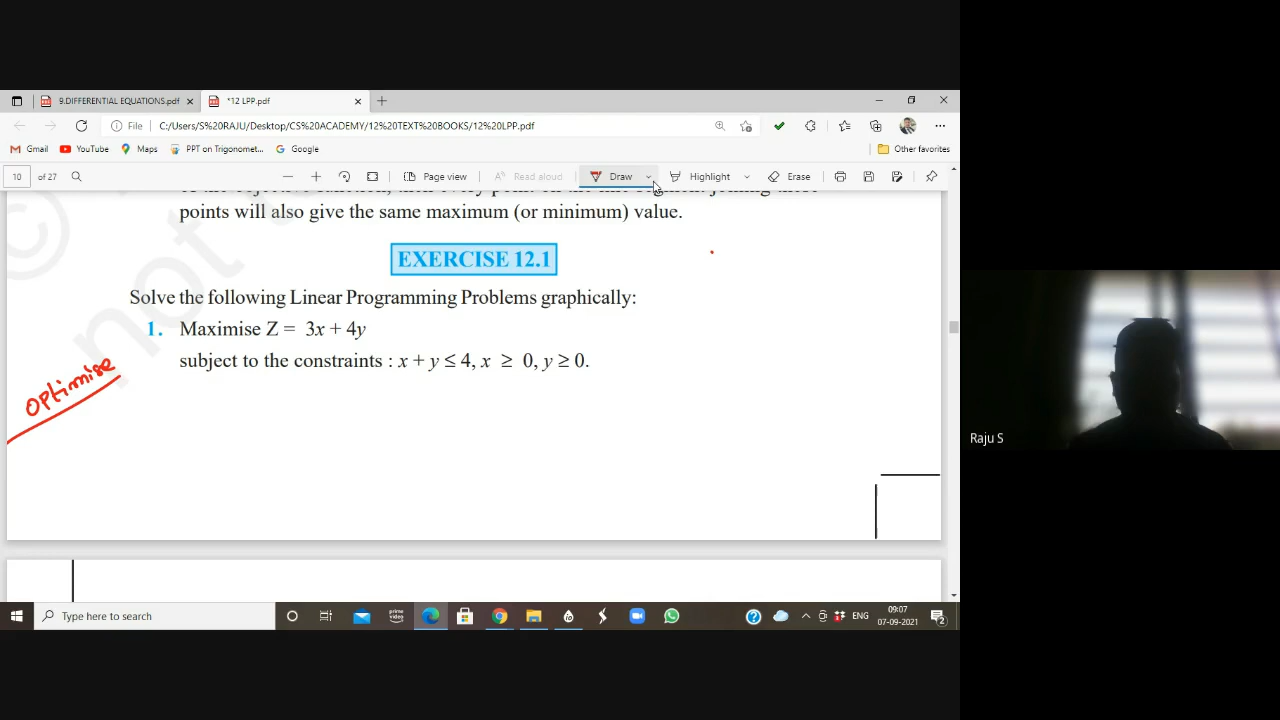 9.DIFFERENTIAL EQUATIONS.pdf
*12 LPP.pdf
File
C:/Users/S%20RAJU/Desktop/CS%20ACADEMY/12%20TEXT%20BOOKS/12%20LPP.pdf
Gmail
YouTube
Maps
PPT on Trigonomet...
Google
Other favorites
10 of 27
Page view
Read aloud
Draw
Highlight
Erase
points will also give the same maximum (or minimum) value.
EXERCISE 12.1
Solve the following Linear Programming Problems graphically:
1. Maximise Z = 3x + 4y
subject to the constraints : x + y ≤ 4, x ≥ 0, y ≥ 0.
optimise
© not
Raju S
Type here to search
prime video
ENG
09:07
07-09-2021
2